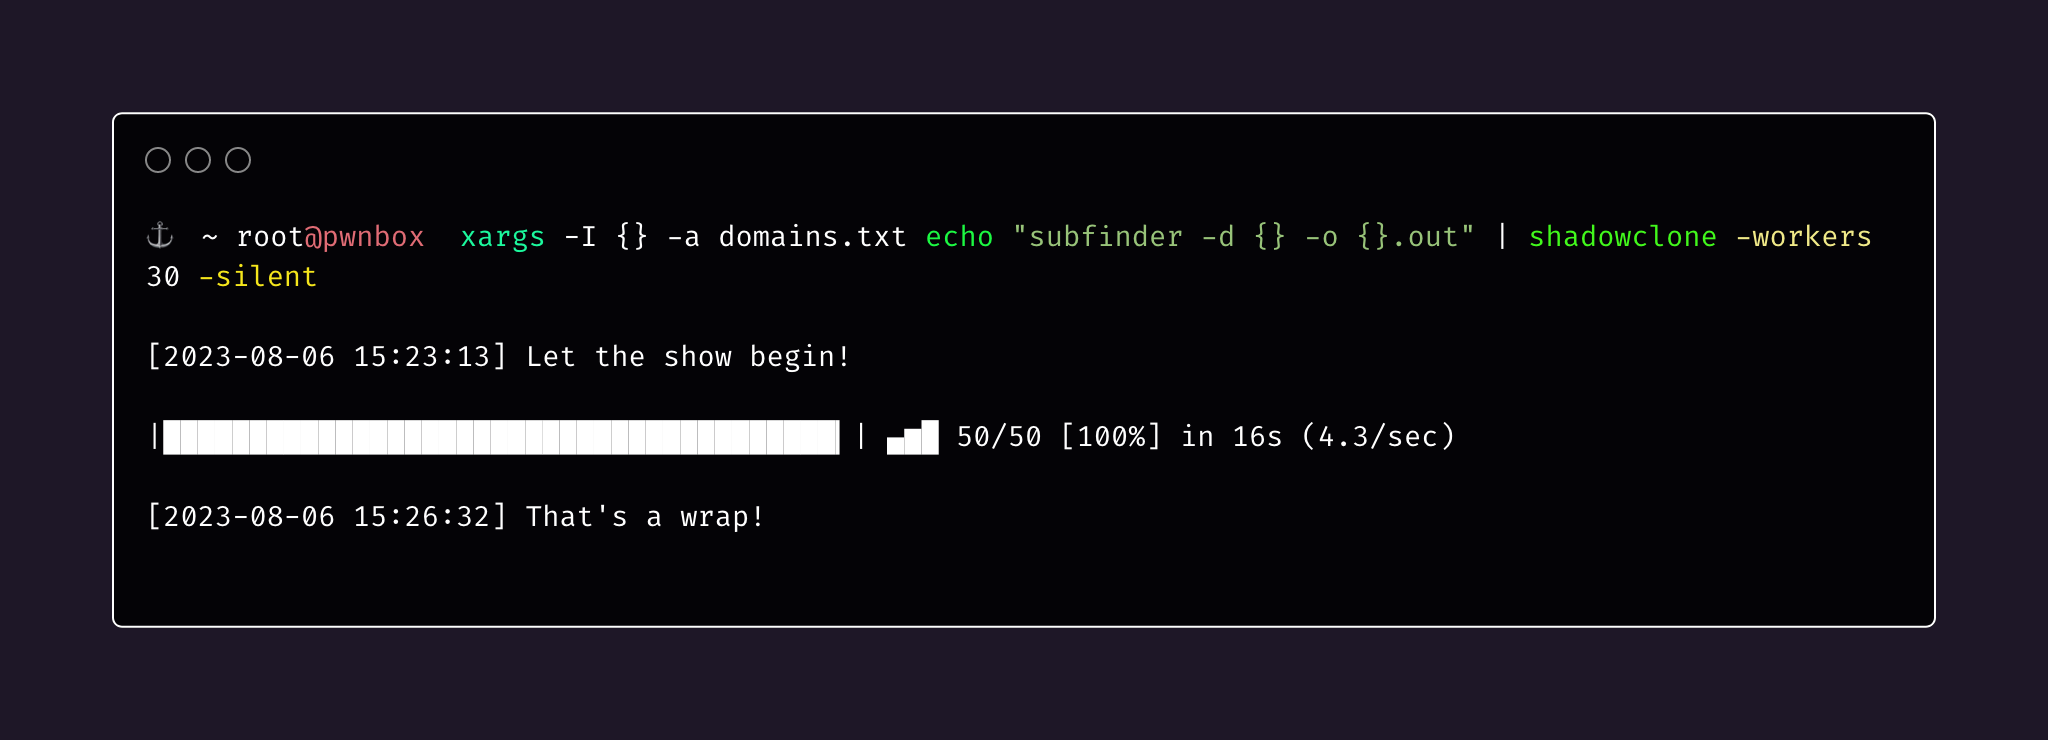 ⚓ ~ root@pwnbox xargs -I {} -a domains.txt echo "subfinder -d {} -o {}.out" | shadowclone -workers
30 -silent
[2023-08-06 15:23:13] Let the show begin!
|████████████████████████████████████████| ▄▆█ 50/50 [100%] in 16s (4.3/sec)
[2023-08-06 15:26:32] That's a wrap!